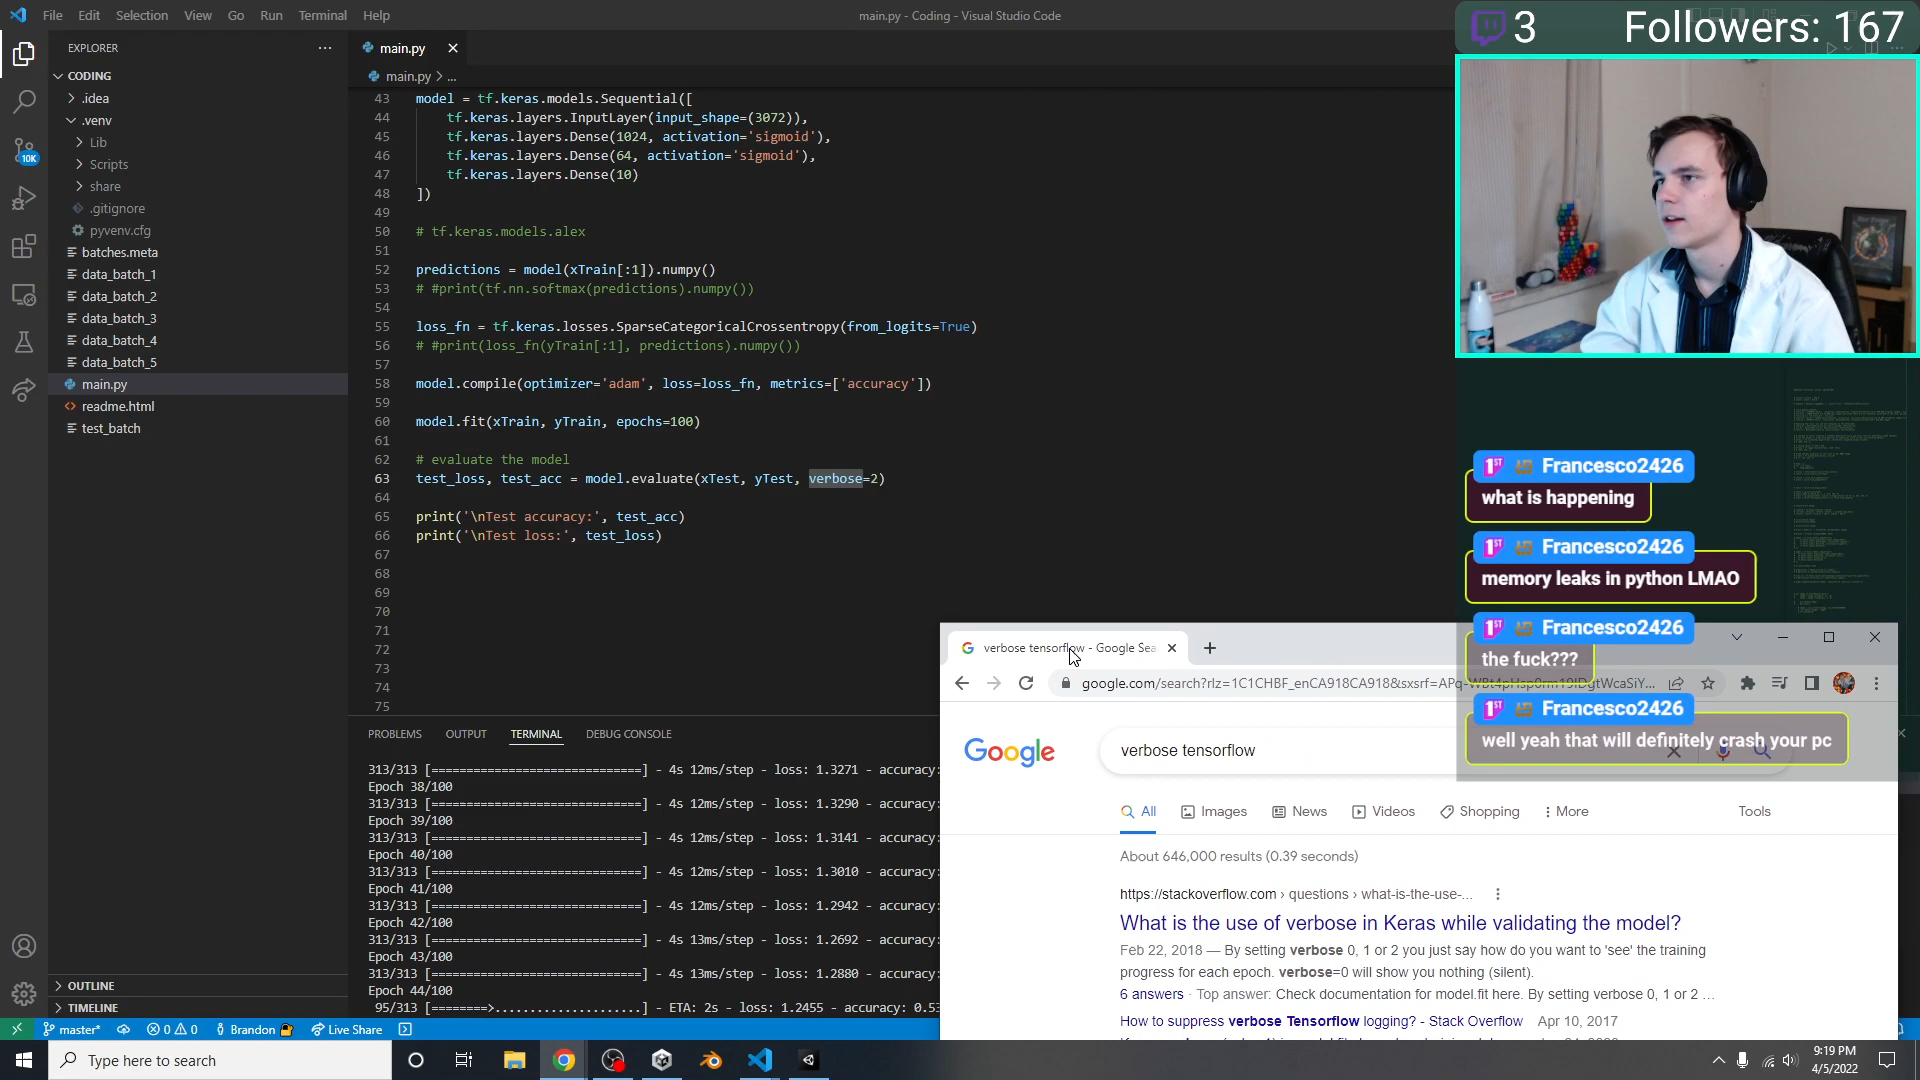 File Edit Selection View Go Run Terminal Help
main.py - Coding - Visual Studio Code
3 Followers: 167
EXPLORER
CODING
.idea
.venv
Lib
Scripts
share
.gitignore
pyvenv.cfg
batches.meta
data_batch_1
data_batch_2
data_batch_3
data_batch_4
data_batch_5
main.py
readme.html
test_batch
OUTLINE
TIMELINE
10K
main.py
main.py > ...
43 model = tf.keras.models.Sequential([
44 tf.keras.layers.InputLayer(input_shape=(3072)),
45 tf.keras.layers.Dense(1024, activation='sigmoid'),
46 tf.keras.layers.Dense(64, activation='sigmoid'),
47 tf.keras.layers.Dense(10)
48 ])
49
50 # tf.keras.models.alex
51
52 predictions = model(xTrain[:1]).numpy()
53 # #print(tf.nn.softmax(predictions).numpy())
54
55 loss_fn = tf.keras.losses.SparseCategoricalCrossentropy(from_logits=True)
56 # #print(loss_fn(yTrain[:1], predictions).numpy())
57
58 model.compile(optimizer='adam', loss=loss_fn, metrics=['accuracy'])
59
60 model.fit(xTrain, yTrain, epochs=100)
61
62 # evaluate the model
63 test_loss, test_acc = model.evaluate(xTest, yTest, verbose=2)
64
65 print('\nTest accuracy:', test_acc)
66 print('\nTest loss:', test_loss)
67
68
69
70
71
72
73
74
75
PROBLEMS OUTPUT TERMINAL DEBUG CONSOLE
313/313 [==============================] - 4s 12ms/step - loss: 1.3271 - accuracy:
Epoch 38/100
313/313 [==============================] - 4s 12ms/step - loss: 1.3290 - accuracy:
Epoch 39/100
313/313 [==============================] - 4s 12ms/step - loss: 1.3141 - accuracy:
Epoch 40/100
313/313 [==============================] - 4s 12ms/step - loss: 1.3010 - accuracy:
Epoch 41/100
313/313 [==============================] - 4s 12ms/step - loss: 1.2942 - accuracy:
Epoch 42/100
313/313 [==============================] - 4s 13ms/step - loss: 1.2692 - accuracy:
Epoch 43/100
313/313 [==============================] - 4s 13ms/step - loss: 1.2880 - accuracy:
Epoch 44/100
95/313 [========>.....................] - ETA: 2s - loss: 1.2455 - accuracy: 0.53
Francesco2426
what is happening
Francesco2426
memory leaks in python LMAO
Francesco2426
the fuck???
Francesco2426
well yeah that will definitely crash your pc
verbose tensorflow - Google Sea
google.com/search?rlz=1C1CHBF_enCA918CA918&sxsrf=APq-
Google
verbose tensorflow
All Images News Videos Shopping More Tools
About 646,000 results (0.39 seconds)
https://stackoverflow.com › questions › what-is-the-use-...
What is the use of verbose in Keras while validating the model?
Feb 22, 2018 — By setting verbose 0, 1 or 2 you just say how do you want to 'see' the training
progress for each epoch. verbose=0 will show you nothing (silent).
6 answers · Top answer: Check documentation for model.fit here. By setting verbose 0, 1 or 2 ...
How to suppress verbose Tensorflow logging? - Stack Overflow Apr 10, 2017
master* 0 0 Brandon Live Share
Type here to search
9:19 PM
4/5/2022